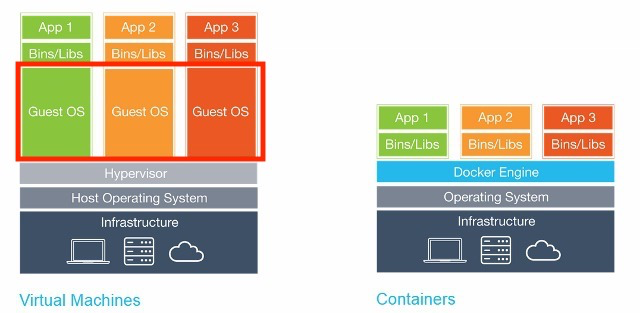 App 1 App 2 App 3
Bins/Libs Bins/Libs Bins/Libs
Guest OS Guest OS Guest OS
Hypervisor
Host Operating System
Infrastructure
Virtual Machines
App 1 App 2 App 3
Bins/Libs Bins/Libs Bins/Libs
Docker Engine
Operating System
Infrastructure
Containers